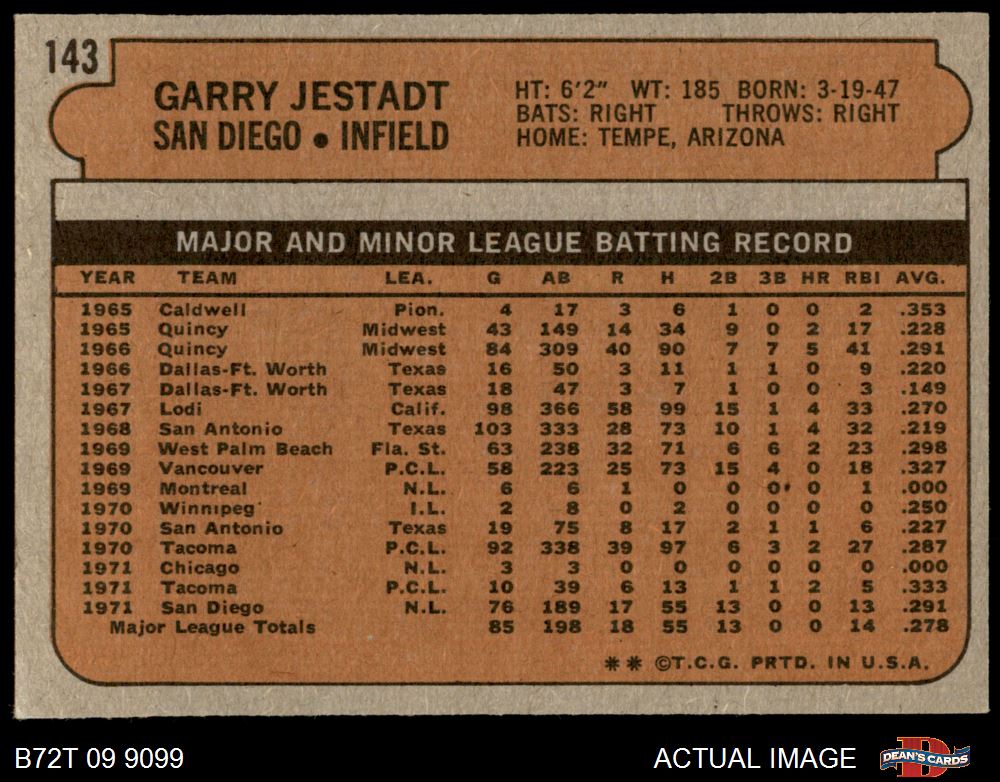 143
GARRY JESTADT
SAN DIEGO • INFIELD
HT: 6'2" WT: 185 BORN: 3-19-47
BATS: RIGHT THROWS: RIGHT
HOME: TEMPE, ARIZONA
MAJOR AND MINOR LEAGUE BATTING RECORD
YEAR TEAM LEA. G AB R H 2B 3B HR RBI AVG.
1965 Caldwell Pion. 4 17 3 6 1 0 0 2 .353
1965 Quincy Midwest 43 149 14 34 9 0 2 17 .228
1966 Quincy Midwest 84 309 40 90 7 7 5 41 .291
1966 Dallas-Ft. Worth Texas 16 50 3 11 1 1 0 9 .220
1967 Dallas-Ft. Worth Texas 18 47 3 7 1 0 0 3 .149
1967 Lodi Calif. 98 366 58 99 15 1 4 33 .270
1968 San Antonio Texas 103 333 28 73 10 1 4 32 .219
1969 West Palm Beach Fla. St. 63 238 32 71 6 6 2 23 .298
1969 Vancouver P.C.L. 58 223 25 73 15 4 0 18 .327
1969 Montreal N.L. 6 6 1 0 0 0 0 1 .000
1970 Winnipeg I.L. 2 8 0 2 0 0 0 0 .250
1970 San Antonio Texas 19 75 8 17 2 1 1 6 .227
1970 Tacoma P.C.L. 92 338 39 97 6 3 2 27 .287
1971 Chicago N.L. 3 3 0 0 0 0 0 0 .000
1971 Tacoma P.C.L. 10 39 6 13 1 1 2 5 .333
1971 San Diego N.L. 76 189 17 55 13 0 0 13 .291
Major League Totals 85 198 18 55 13 0 0 14 .278
** ©T.C.G. PRTD. IN U.S.A.
B72T 09 9099 ACTUAL IMAGE DEAN'S CARDS